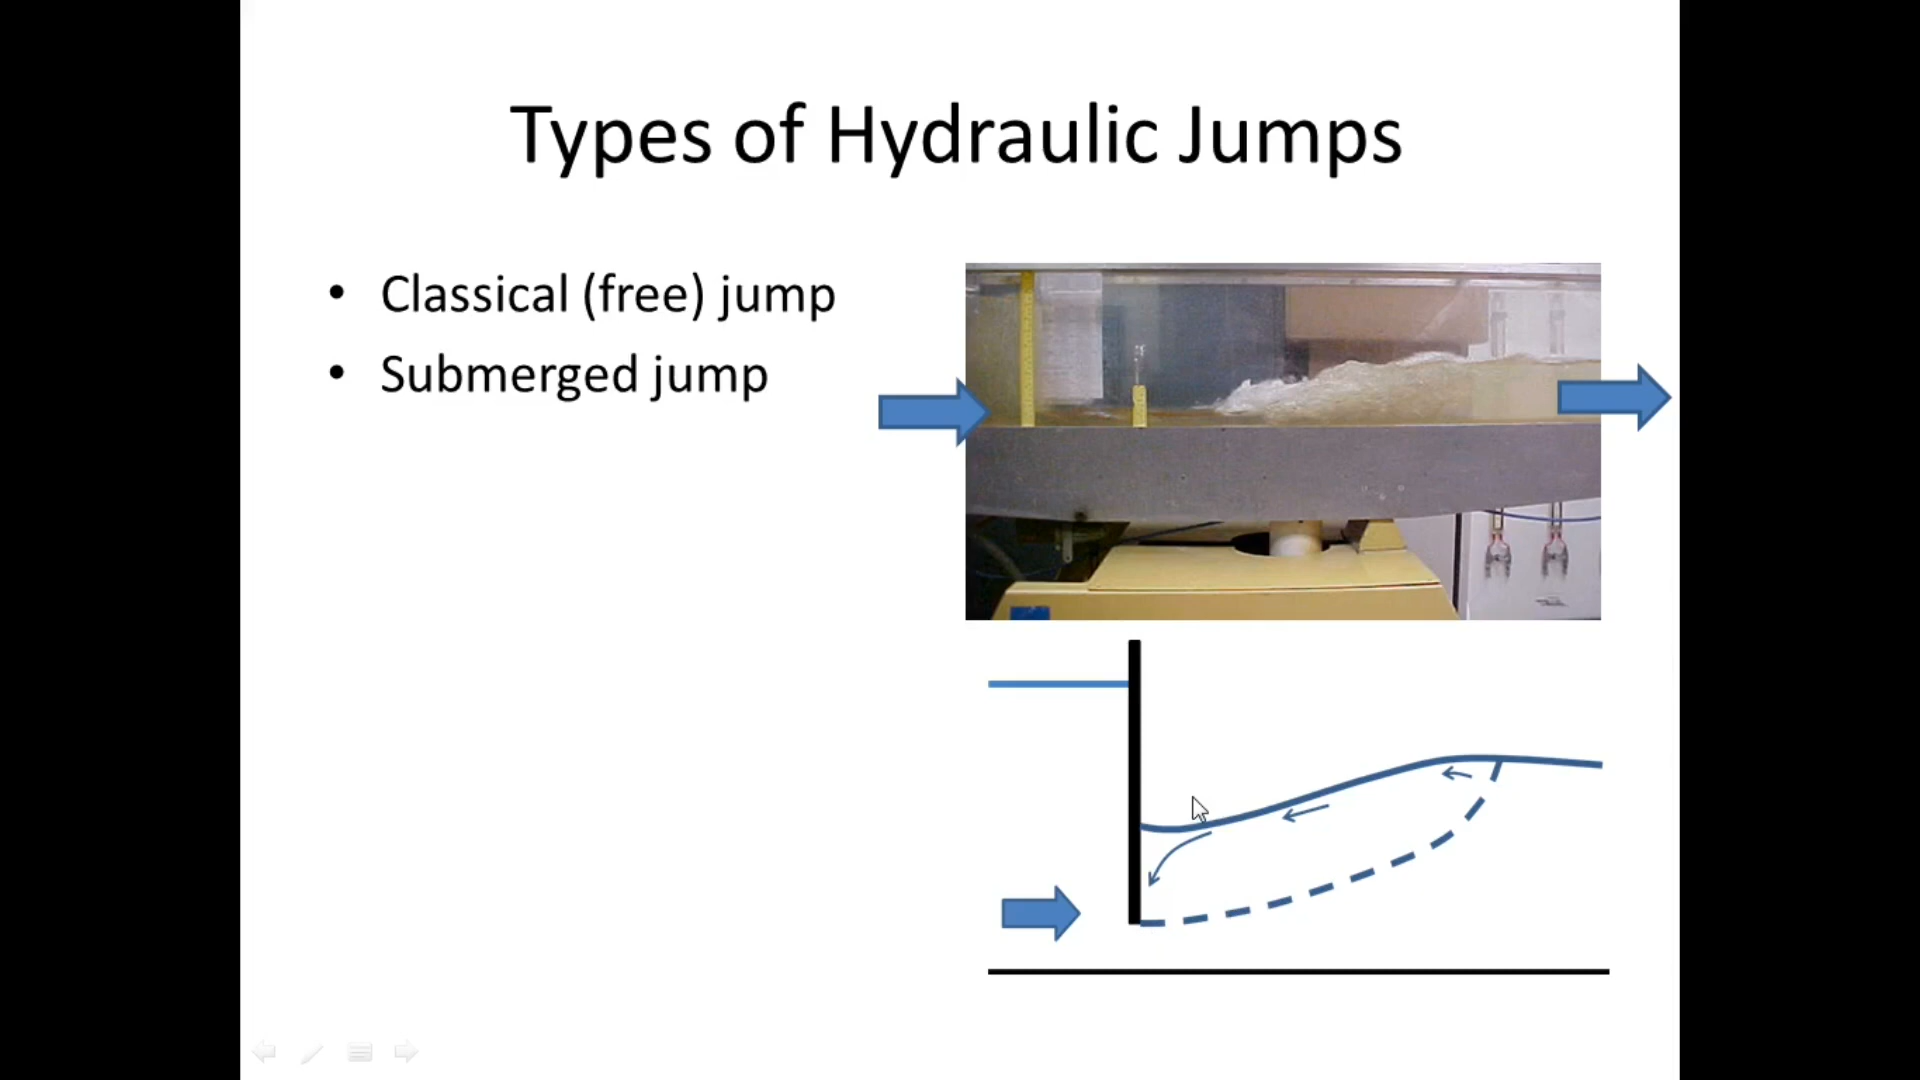 Types of Hydraulic Jumps
• Classical (free) jump
• Submerged jump